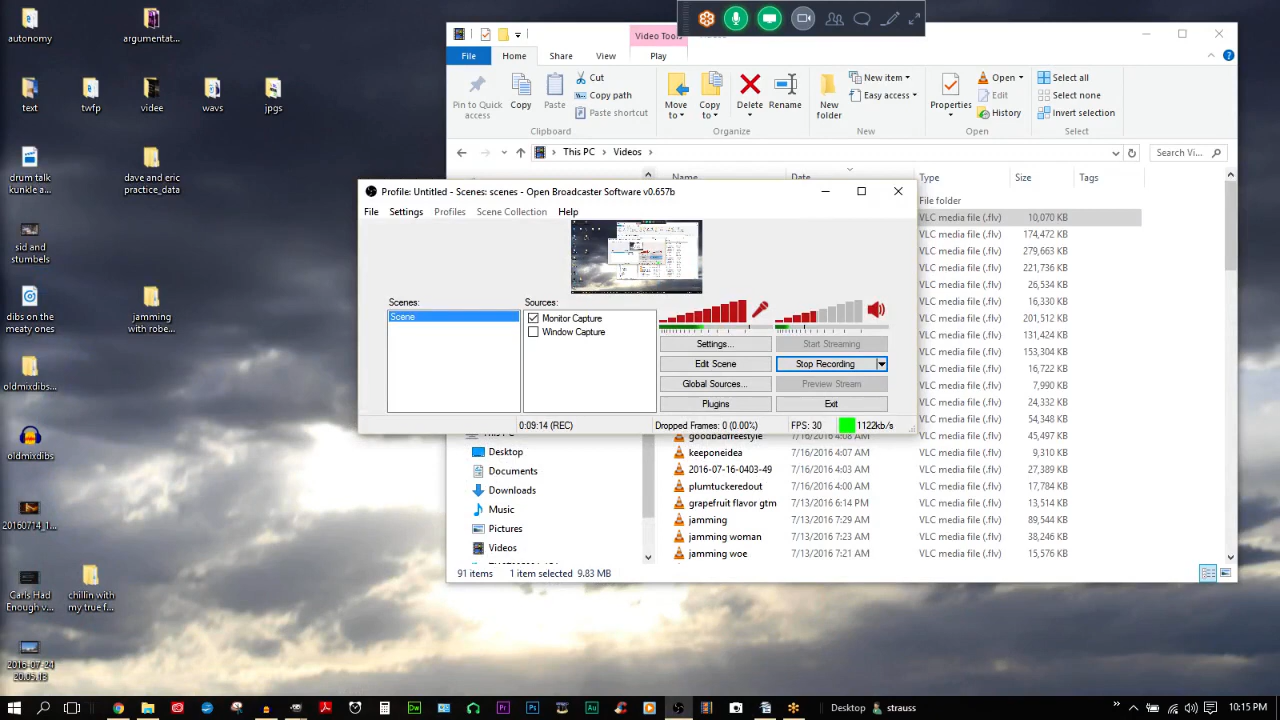 autonomy
argumentat...
text
twfp
videe
wavs
jpgs
drum talk
kunkle a...
dave and eric
practice_data
sid and
stumbels
dibs on the
meaty ones
jamming
with robe...
oldmixdibs...
oldmixdibs
20160714_1...
Carls Had
Enough v...
chillin with
my true f...
2016-07-24
20.05.13
Video Tools
File
Home
Share
View
Play
Pin to Quick
access
Copy
Paste
Cut
Copy path
Paste shortcut
Clipboard
Move
to
Copy
to
Delete
Rename
Organize
New
folder
New item
Easy access
New
Properties
Open
Edit
History
Open
Select all
Select none
Invert selection
Select
This PC
Videos
Search Vi...
Name
Date
Type
Size
Tags
File folder
VLC media file (.flv) 10,070 KB
VLC media file (.flv) 174,472 KB
VLC media file (.flv) 279,663 KB
VLC media file (.flv) 221,736 KB
VLC media file (.flv) 26,534 KB
VLC media file (.flv) 16,330 KB
VLC media file (.flv) 201,512 KB
VLC media file (.flv) 131,424 KB
VLC media file (.flv) 153,304 KB
VLC media file (.flv) 16,722 KB
VLC media file (.flv) 7,990 KB
VLC media file (.flv) 24,332 KB
VLC media file (.flv) 54,348 KB
goodbadfreestyle 7/16/2016 4:08 AM VLC media file (.flv) 45,497 KB
keeponeidea 7/16/2016 4:07 AM VLC media file (.flv) 9,310 KB
2016-07-16-0403-49 7/16/2016 4:03 AM VLC media file (.flv) 27,389 KB
plumtuckeredout 7/16/2016 4:00 AM VLC media file (.flv) 17,784 KB
grapefruit flavor gtm 7/13/2016 6:14 PM VLC media file (.flv) 13,514 KB
jamming 7/13/2016 7:29 AM VLC media file (.flv) 89,544 KB
jamming woman 7/13/2016 7:23 AM VLC media file (.flv) 38,246 KB
jamming woe 7/13/2016 7:21 AM VLC media file (.flv) 15,576 KB
This PC
Desktop
Documents
Downloads
Music
Pictures
Videos
91 items 1 item selected 9.83 MB
Profile: Untitled - Scenes: scenes - Open Broadcaster Software v0.657b
File Settings Profiles Scene Collection Help
Scenes:
Scene
Sources:
Monitor Capture
Window Capture
Settings...
Start Streaming
Edit Scene
Stop Recording
Global Sources...
Preview Stream
Plugins
Exit
0:09:14 (REC)
Dropped Frames: 0 (0.00%)
FPS: 30
1122kb/s
Dw
Pr
Ps
Au
Desktop
strauss
10:15 PM